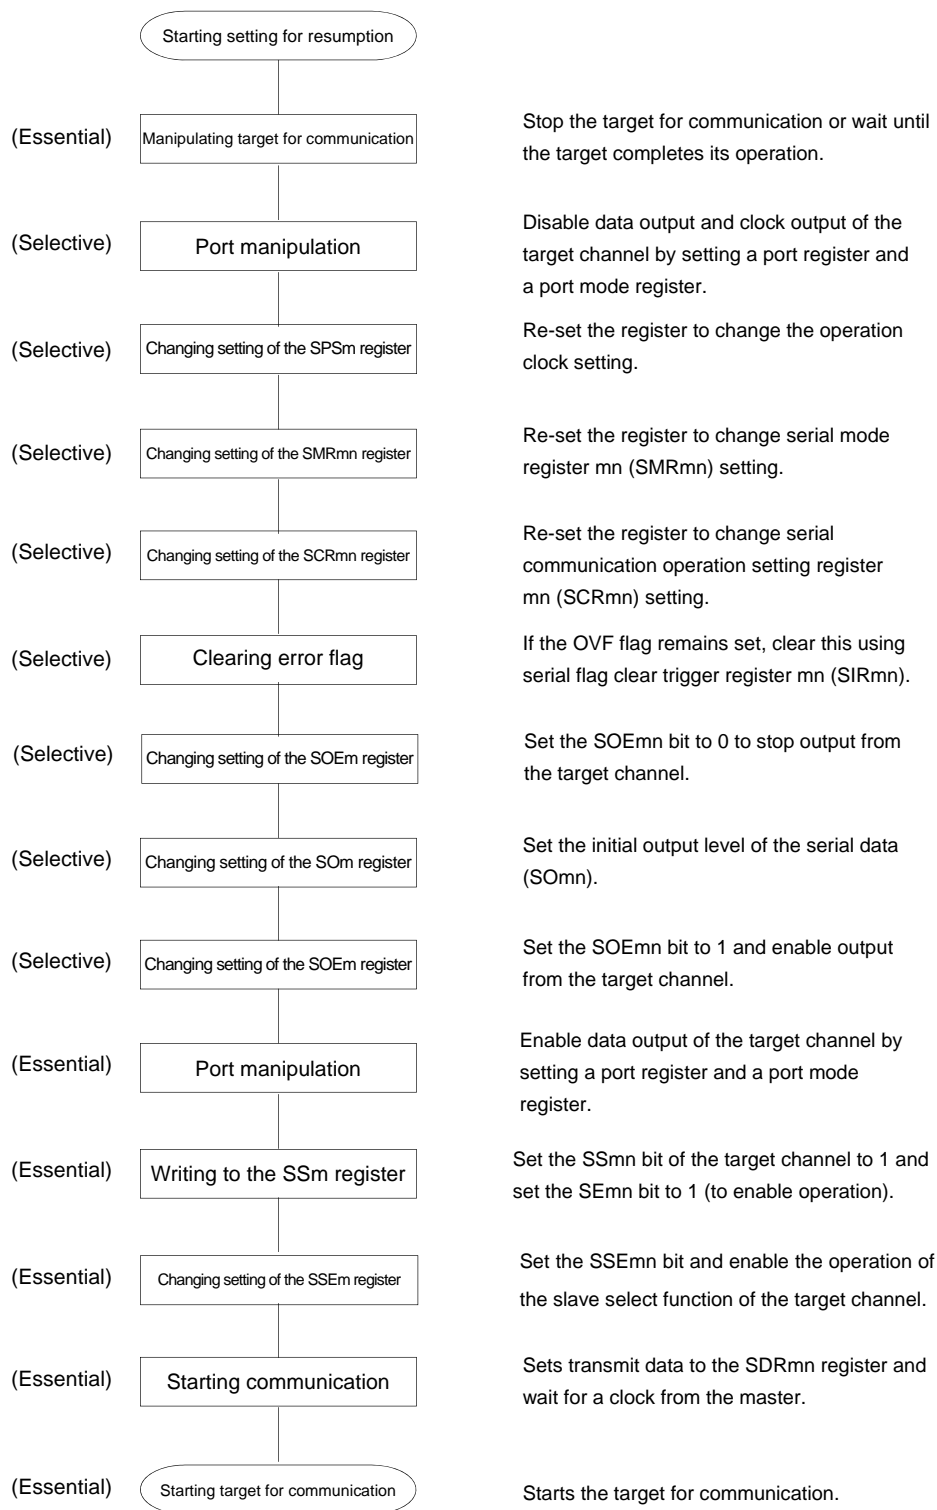 Starting setting for resumption
(Essential)
Manipulating target for communication
Stop the target for communication or wait until
the target completes its operation.
(Selective)
Port manipulation
Disable data output and clock output of the
target channel by setting a port register and
a port mode register.
(Selective)
Changing setting of the SPSm register
Re-set the register to change the operation
clock setting.
(Selective)
Changing setting of the SMRmn register
Re-set the register to change serial mode
register mn (SMRmn) setting.
(Selective)
Changing setting of the SCRmn register
Re-set the register to change serial
communication operation setting register
mn (SCRmn) setting.
(Selective)
Clearing error flag
If the OVF flag remains set, clear this using
serial flag clear trigger register mn (SIRmn).
(Selective)
Changing setting of the SOEm register
Set the SOEmn bit to 0 to stop output from
the target channel.
(Selective)
Changing setting of the SOm register
Set the initial output level of the serial data
(SOmn).
(Selective)
Changing setting of the SOEm register
Set the SOEmn bit to 1 and enable output
from the target channel.
(Essential)
Port manipulation
Enable data output of the target channel by
setting a port register and a port mode
register.
(Essential)
Writing to the SSm register
Set the SSmn bit of the target channel to 1 and
set the SEmn bit to 1 (to enable operation).
(Essential)
Changing setting of the SSEm register
Set the SSEmn bit and enable the operation of
the slave select function of the target channel.
(Essential)
Starting communication
Sets transmit data to the SDRmn register and
wait for a clock from the master.
(Essential)
Starting target for communication
Starts the target for communication.